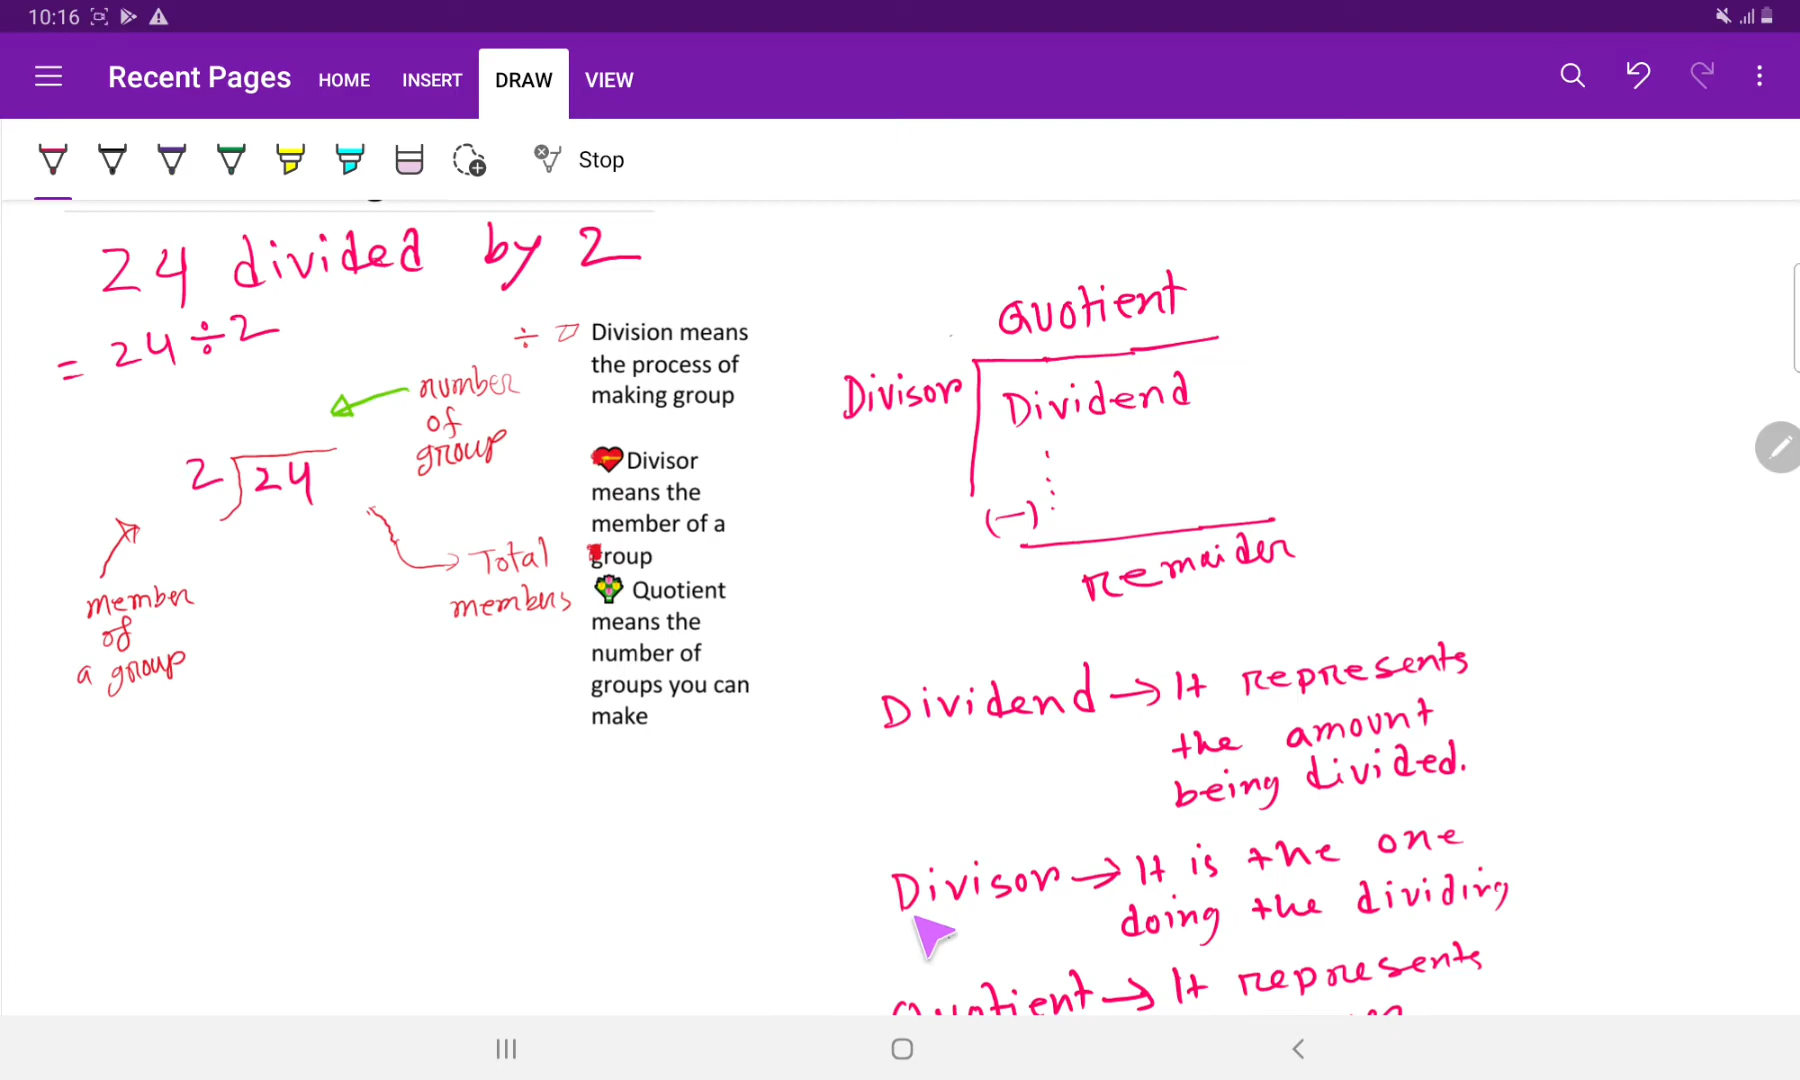 10:16
Recent Pages HOME INSERT DRAW VIEW
Stop
24 divided by 2
= 24 ÷ 2
÷
Division means
the process of
making group
number
of
group
2 24
Total
members
member
of
a group
Divisor
means the
member of a
group
Quotient
means the
number of
groups you can
make
Quotient
Divisor
Dividend
(−)
remaider
Dividend → It represents
the amount
being divided.
Divisor → It is the one
doing the dividing
Quotient → It represents